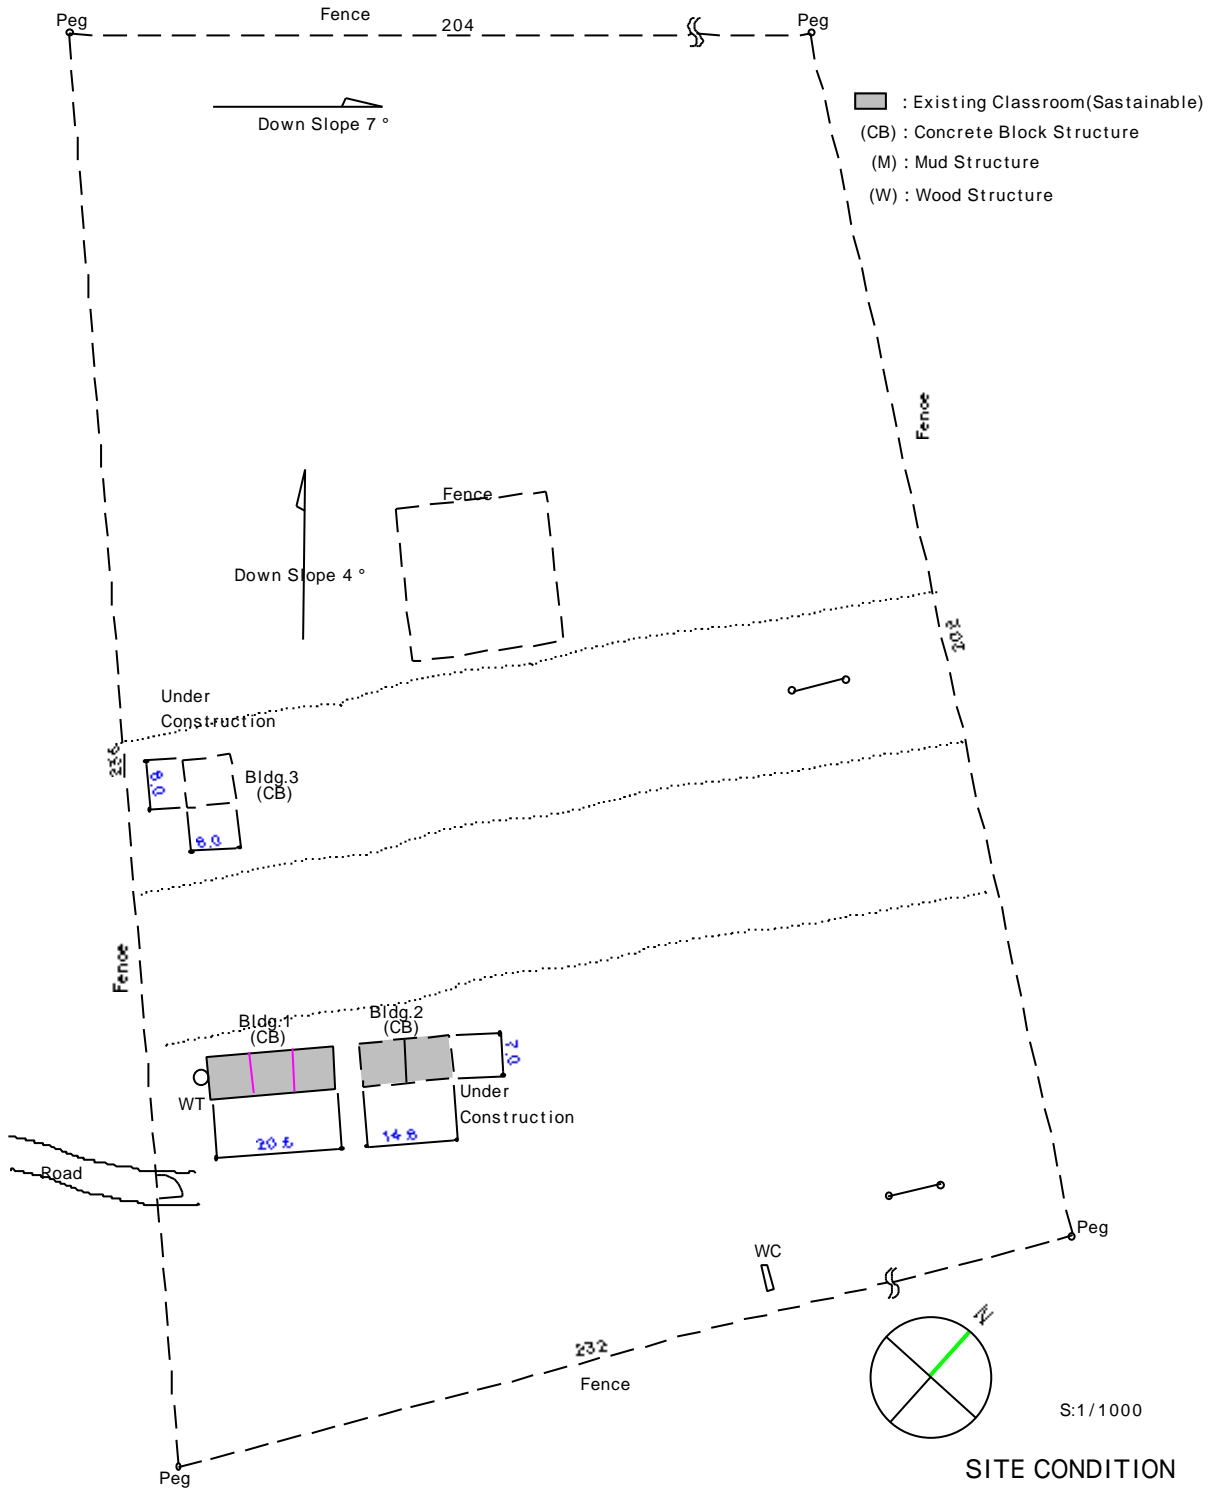 Peg
Fence
204
Peg
: Existing Classroom(Sastainable)
(CB) : Concrete Block Structure
(M) : Mud Structure
(W) : Wood Structure
Down Slope 7 °
Fence
Fence
Down Slope 4 °
202
Under
Construction
236
8.0
Bldg.3
(CB)
8.0
Fence
Bldg.1
(CB)
Bldg.2
(CB)
7.0
WT
Under
Construction
20.6
14.8
Road
Peg
WC
232
Fence
N
S:1/1000
SITE CONDITION
Peg